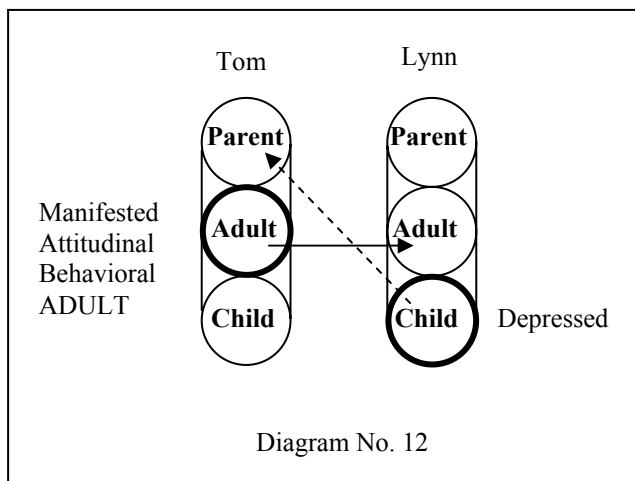 Tom Lynn
Parent Parent
Manifested
Attitudinal
Behavioral
ADULT
Adult Adult
Child Child
Depressed
Diagram No. 12